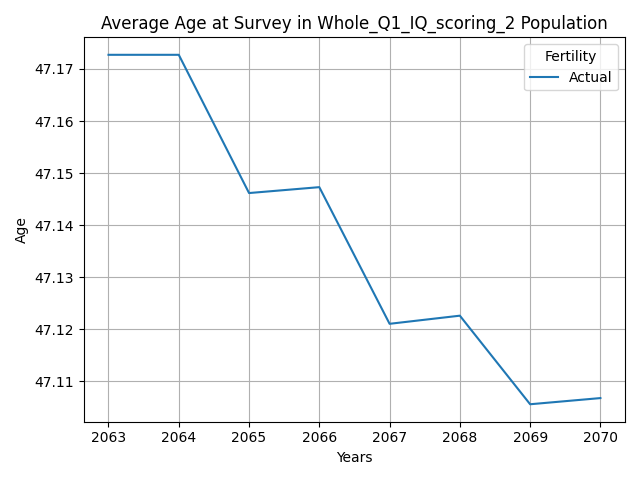 Average Age at Survey in Whole_Q1_IQ_scoring_2 Population
Fertility
Actual
47.17
47.16
47.15
47.14
47.13
47.12
47.11
Age
2063 2064 2065 2066 2067 2068 2069 2070
Years